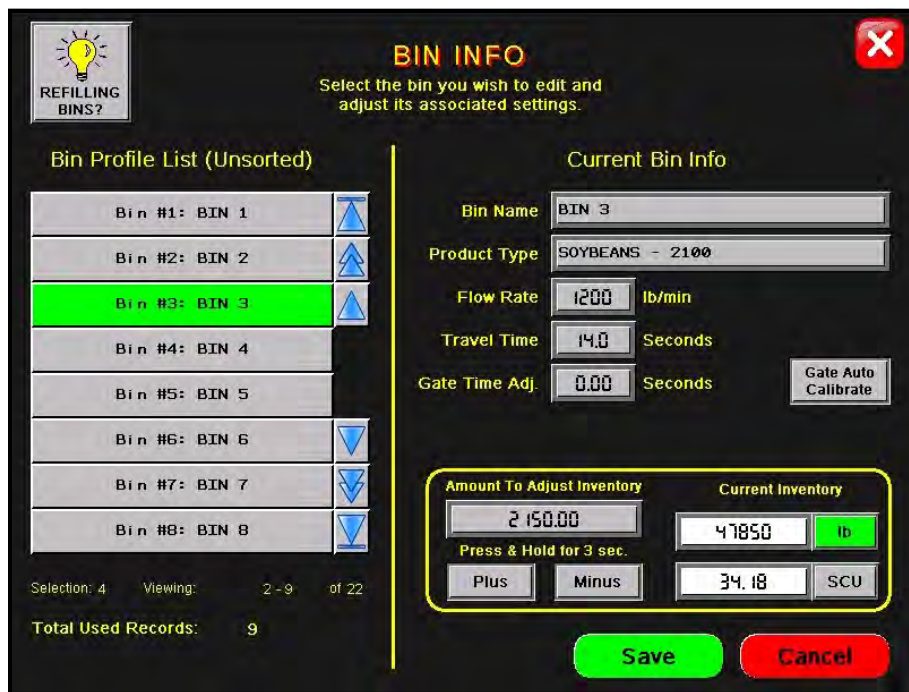 REFILLING
BINS?
BIN INFO
Select the bin you wish to edit and
adjust its associated settings.
Bin Profile List (Unsorted)
Bin #1: BIN 1
Bin #2: BIN 2
Bin #3: BIN 3
Bin #4: BIN 4
Bin #5: BIN 5
Bin #6: BIN 6
Bin #7: BIN 7
Bin #8: BIN 8
Selection: 4 Viewing: 2 - 9 of 22
Total Used Records: 9
Current Bin Info
Bin Name BIN 3
Product Type SOYBEANS - 2100
Flow Rate 1200 lb/min
Travel Time 14.0 Seconds
Gate Time Adj. 0.00 Seconds
Gate Auto
Calibrate
Amount To Adjust Inventory
2150.00
Press & Hold for 3 sec.
Plus Minus
Current Inventory
47850 lb
34.18 SCU
Save Cancel